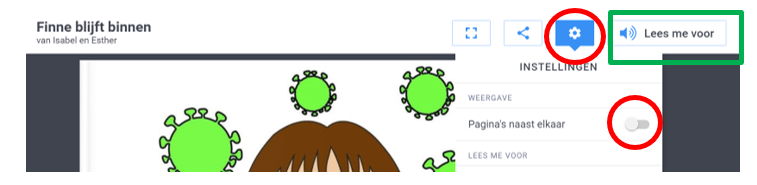 Finne blijft binnen
van Isabel en Esther
Lees me voor
INSTELLINGEN
WEERGAVE
Pagina's naast elkaar
LEES ME VOOR